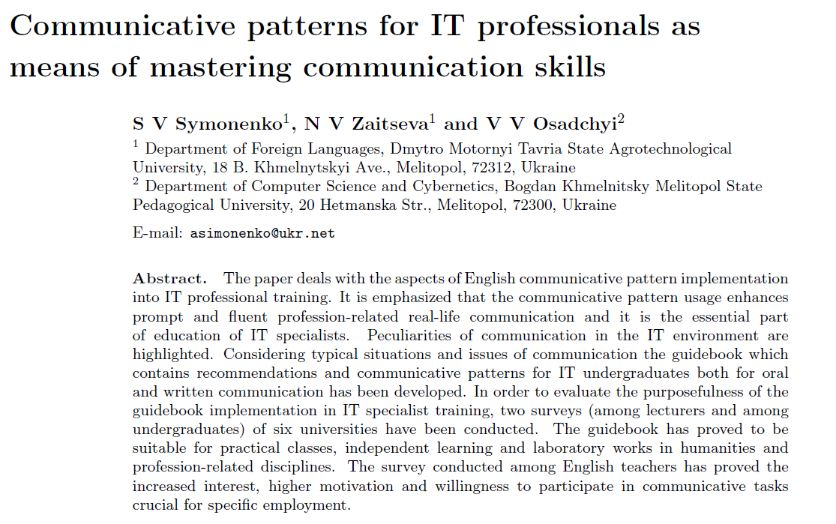 Communicative patterns for IT professionals as
means of mastering communication skills
S V Symonenko1, N V Zaitseva1 and V V Osadchyi2
1 Department of Foreign Languages, Dmytro Motornyi Tavria State Agrotechnological
University, 18 B. Khmelnytskyi Ave., Melitopol, 72312, Ukraine
2 Department of Computer Science and Cybernetics, Bogdan Khmelnitsky Melitopol State
Pedagogical University, 20 Hetmanska Str., Melitopol, 72300, Ukraine
E-mail: asimonenko@ukr.net
Abstract. The paper deals with the aspects of English communicative pattern implementation
into IT professional training. It is emphasized that the communicative pattern usage enhances
prompt and fluent profession-related real-life communication and it is the essential part
of education of IT specialists. Peculiarities of communication in the IT environment are
highlighted. Considering typical situations and issues of communication the guidebook which
contains recommendations and communicative patterns for IT undergraduates both for oral
and written communication has been developed. In order to evaluate the purposefulness of the
guidebook implementation in IT specialist training, two surveys (among lecturers and among
undergraduates) of six universities have been conducted. The guidebook has proved to be
suitable for practical classes, independent learning and laboratory works in humanities and
profession-related disciplines. The survey conducted among English teachers has proved the
increased interest, higher motivation and willingness to participate in communicative tasks
crucial for specific employment.